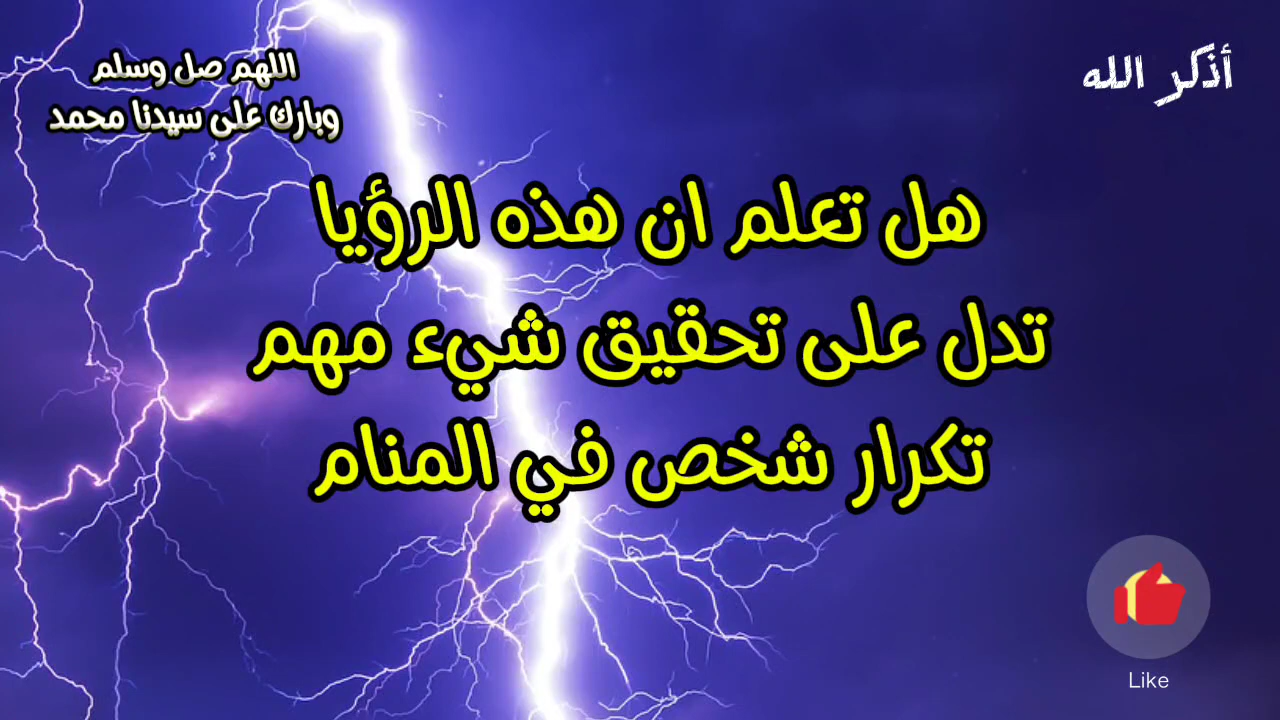 أذكر الله
اللهم صل وسلم
وبارك على سيدنا محمد
هل تعلم ان هذه الرؤيا
تدل على تحقيق شيء مهم
تكرار شخص في المنام
Like